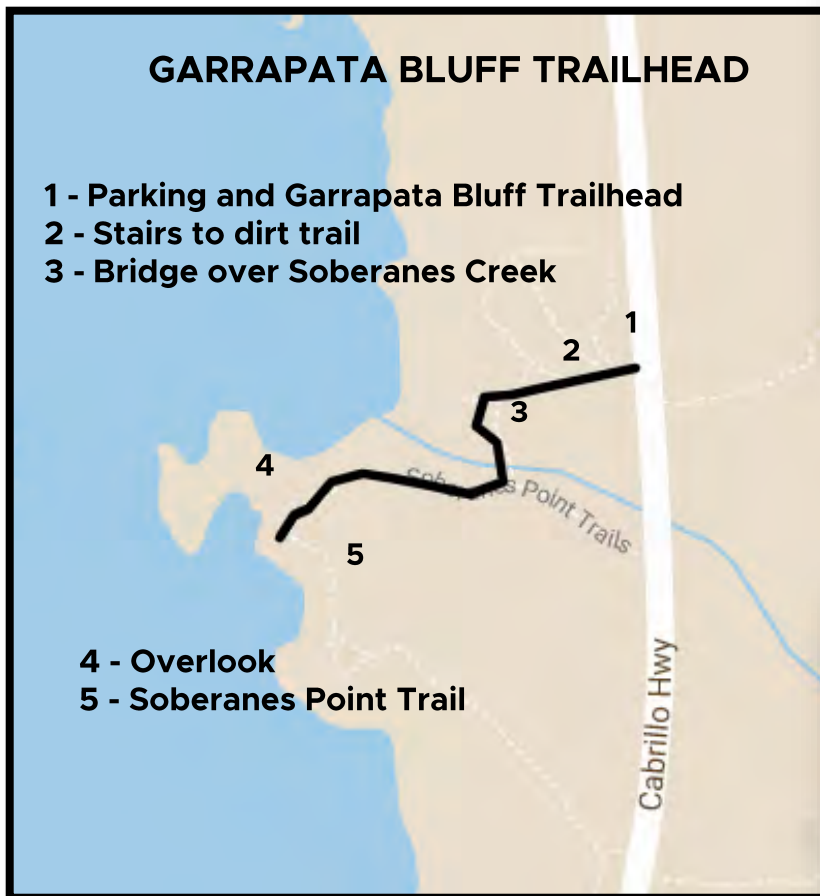 GARRAPATA BLUFF TRAILHEAD
1 - Parking and Garrapata Bluff Trailhead
2 - Stairs to dirt trail
3 - Bridge over Soberanes Creek
1
2
3
4
Soberanes Point Trails
5
4 - Overlook
5 - Soberanes Point Trail
Cabrillo Hwy